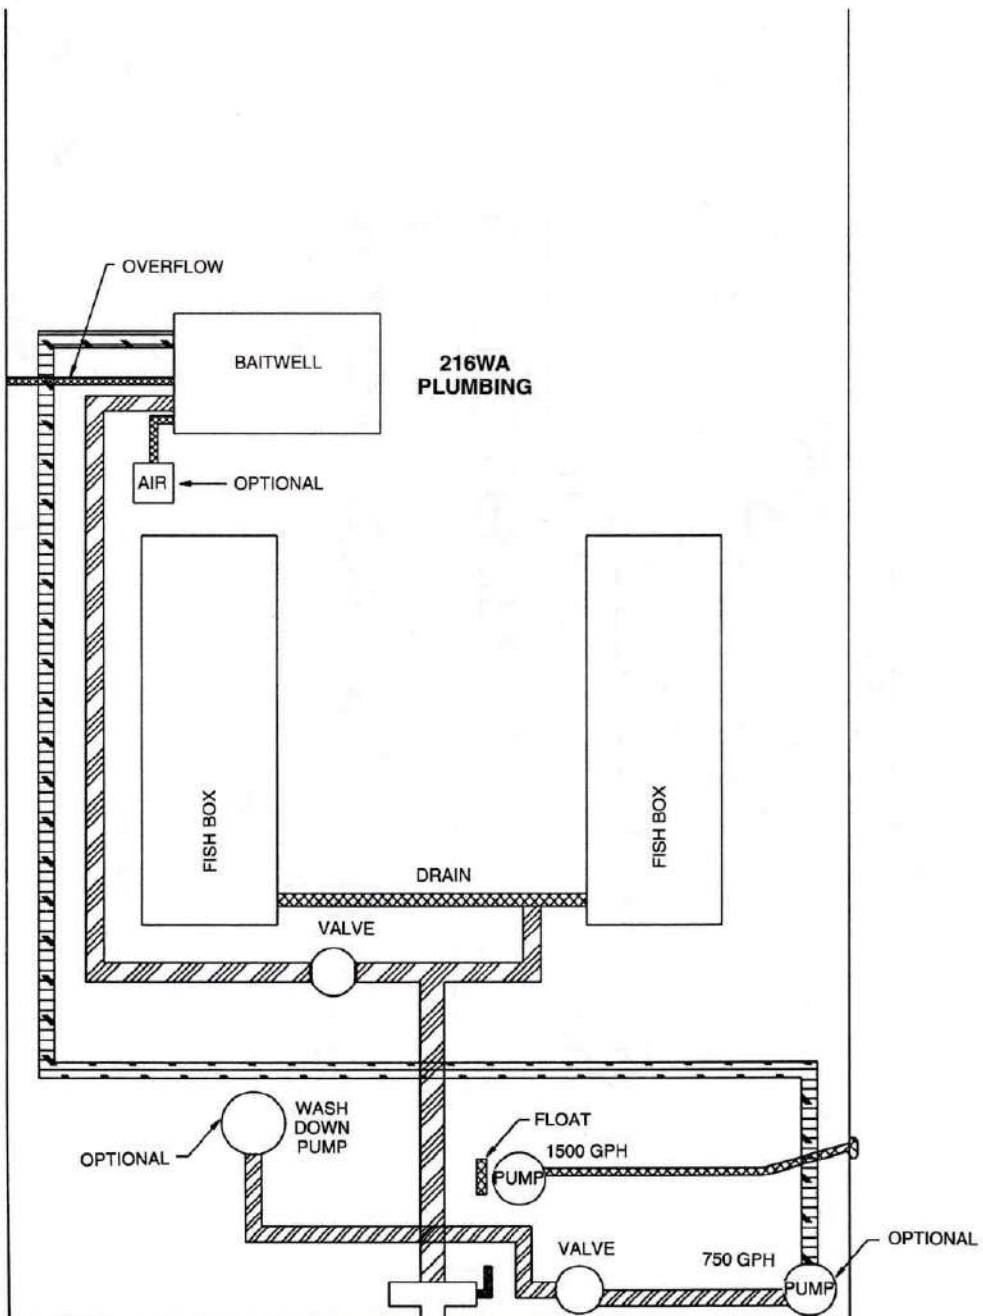 OVERFLOW
BAITWELL
216WA
PLUMBING
AIR
OPTIONAL
FISH BOX
FISH BOX
DRAIN
VALVE
WASH
DOWN
PUMP
OPTIONAL
FLOAT
1500 GPH
PUMP
VALVE
750 GPH
PUMP
OPTIONAL